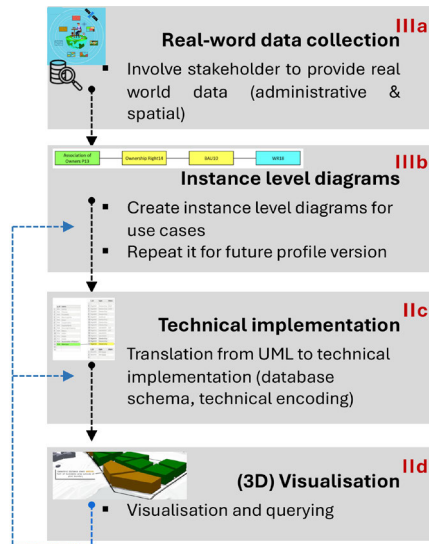 IIIa
Real-word data collection
▪ Involve stakeholder to provide real
world data (administrative &
spatial)
Association of
Owners P13
Ownership Right14
BAU10
IIIb
Instance level diagrams
▪ Create instance level diagrams for
use cases
▪ Repeat it for future profile version
IIc
Technical implementation
Translation from UML to technical
implementation (database
schema, technical encoding)
IId
(3D) Visualisation
▪ Visualisation and querying